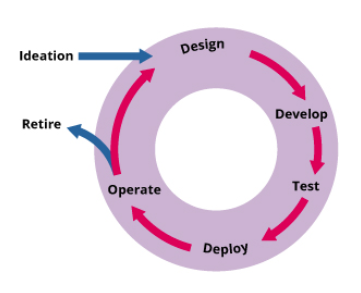 Design
Ideation
Develop
Retire
Test
Operate
Deploy